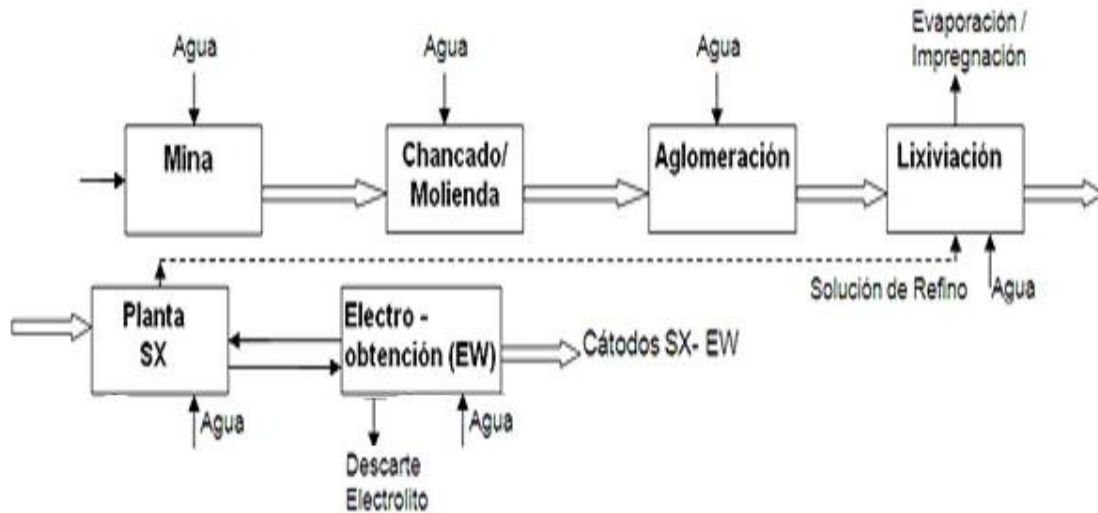 Agua
Agua
Agua
Evaporación /
Impregnación
Mina
Chancado/
Molienda
Aglomeración
Lixiviación
Solución de Refino
Agua
Planta
SX
Electro -
obtención (EW)
Cátodos SX- EW
Agua
Agua
Descarte
Electrolito